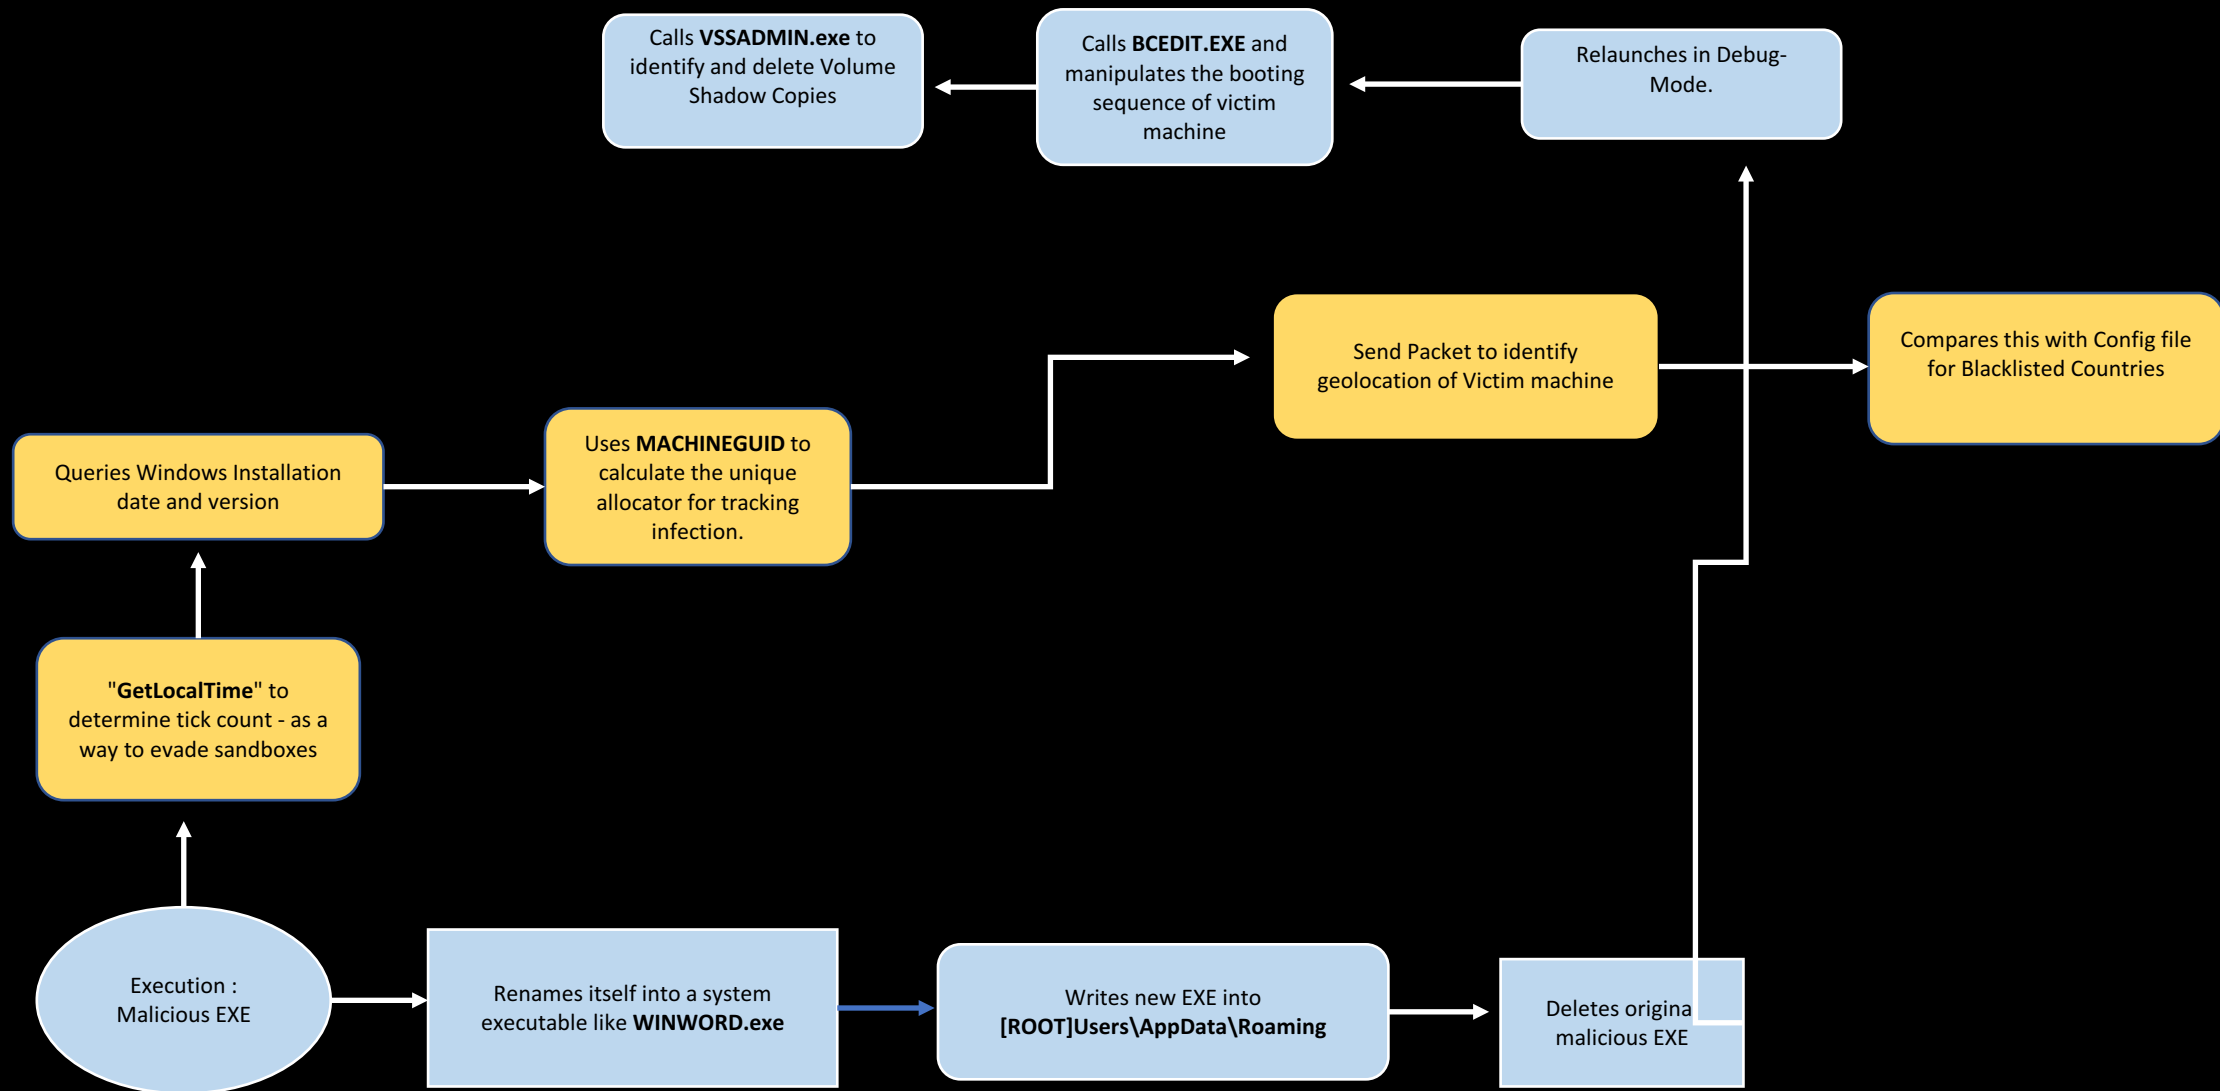 Calls VSSADMIN.exe to
identify and delete Volume
Shadow Copies
Calls BCEDIT.EXE and
manipulates the booting
sequence of victim
machine
Relaunches in Debug-
Mode.
Send Packet to identify
geolocation of Victim machine
Compares this with Config file
for Blacklisted Countries
Queries Windows Installation
date and version
Uses MACHINEGUID to
calculate the unique
allocator for tracking
infection.
"GetLocalTime" to
determine tick count - as a
way to evade sandboxes
Execution :
Malicious EXE
Renames itself into a system
executable like WINWORD.exe
Writes new EXE into
[ROOT]Users\AppData\Roaming
Deletes original
malicious EXE